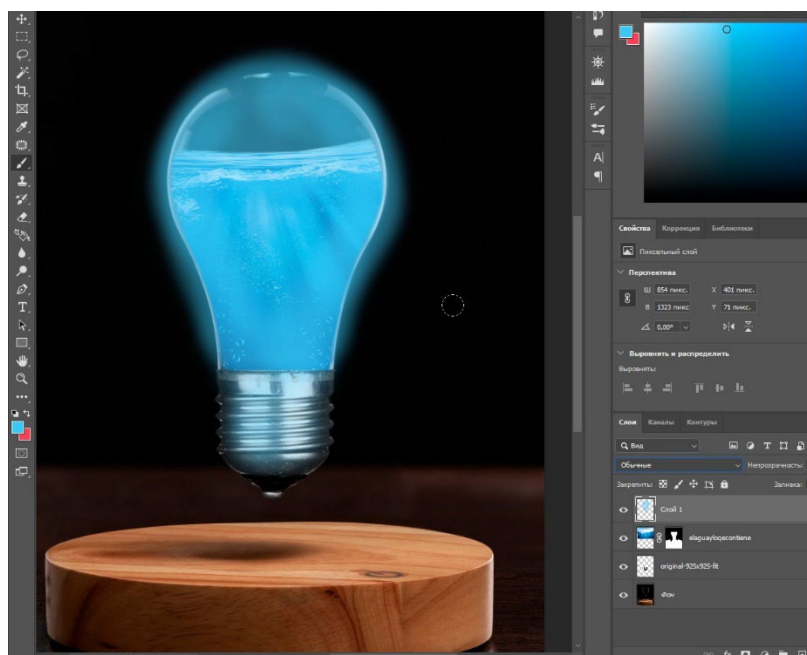 Свойства Коррекция Библиотеки
Пиксельный слой
Перспектива
Ш 854 пикс. X 401 пикс.
В 1323 пикс. Y 71 пикс.
0,00°
Выровнять и распределить
Выровнять:
Слои Каналы Контуры
Вид
Обычные Непрозрачность:
Закрепить: Заливка:
Слой 1
elaguayloqecontiene
original-925x925-fit
Фон